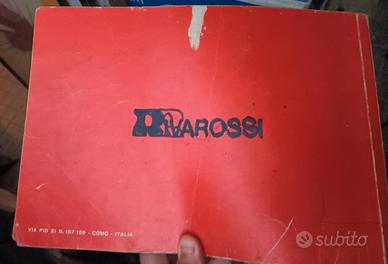 RIVAROSSI
VIA PIO XI N. 157 159 - COMO - ITALIA
subito